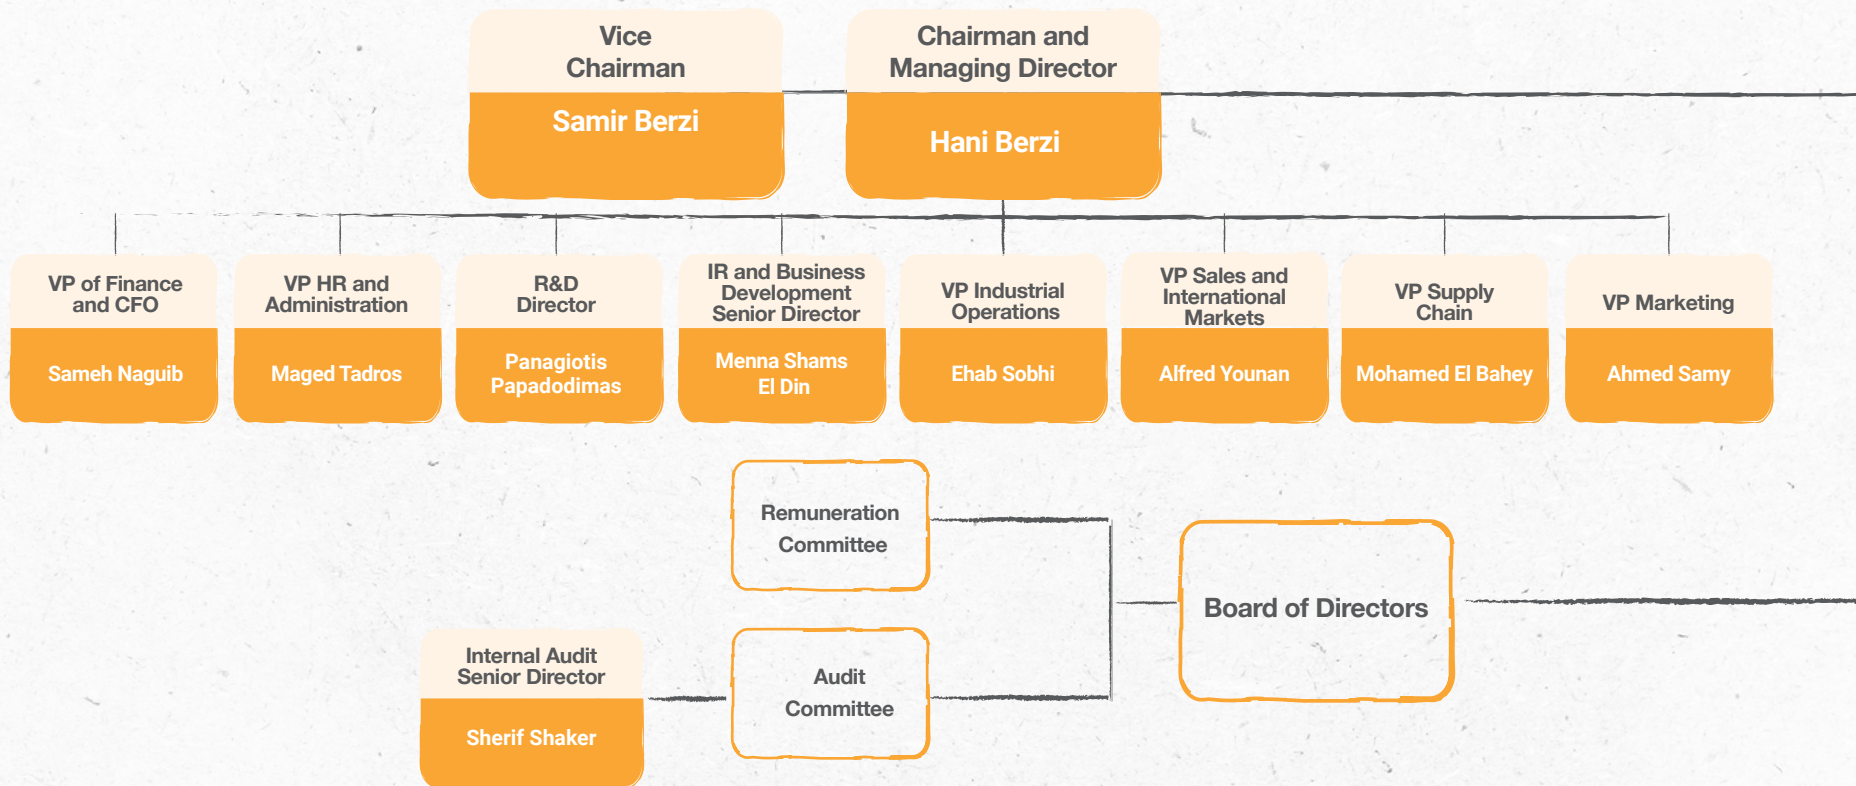 Vice
Chairman
Samir Berzi
Chairman and
Managing Director
Hani Berzi
VP of Finance
and CFO
Sameh Naguib
VP HR and
Administration
Maged Tadros
R&D
Director
Panagiotis
Papadodimas
IR and Business
Development
Senior Director
Menna Shams
El Din
VP Industrial
Operations
Ehab Sobhi
VP Sales and
International
Markets
Alfred Younan
VP Supply
Chain
Mohamed El Bahey
VP Marketing
Ahmed Samy
Remuneration
Committee
Board of Directors
Internal Audit
Senior Director
Sherif Shaker
Audit
Committee